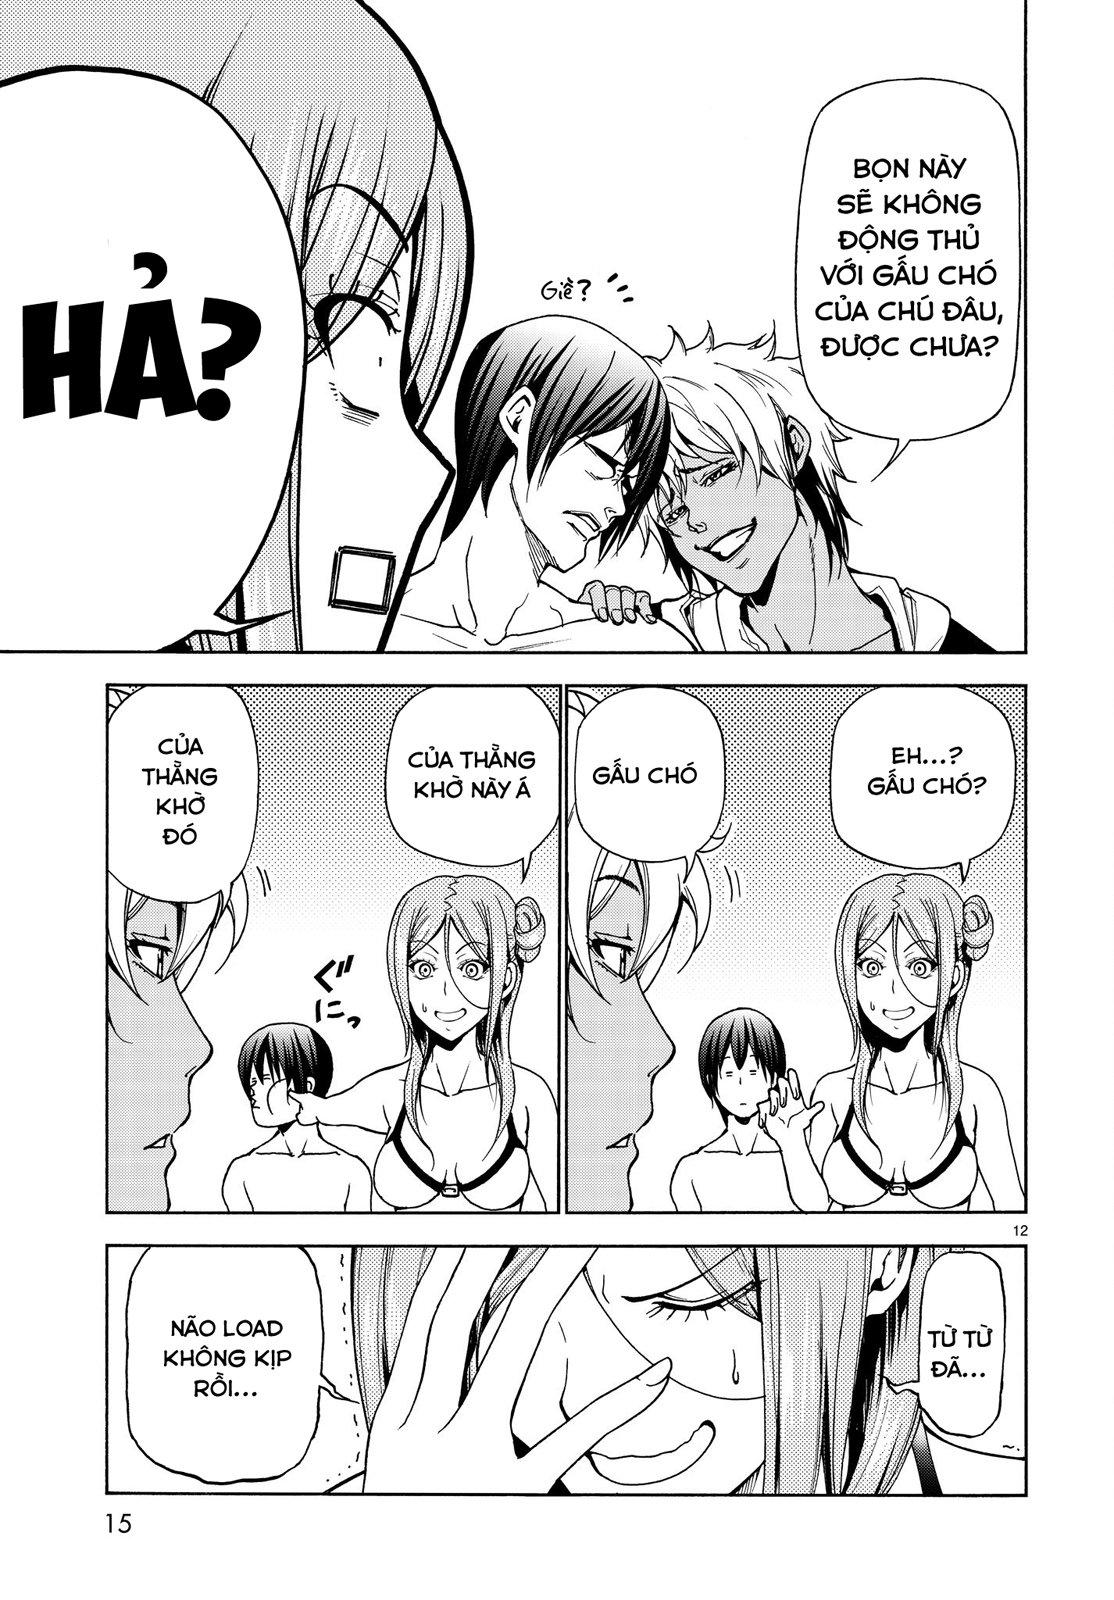 BỌN NÀY
SẼ KHÔNG
ĐỘNG THỦ
VỚI GẤU CHÓ
CỦA CHÚ ĐÂU,
ĐƯỢC CHƯA?
Giề?
HẢ?
EH...?
GẤU CHÓ?
GẤU CHÓ
CỦA THẰNG
KHỜ NÀY Á
CỦA
THẰNG
KHỜ
ĐÓ
ぐにっ
12
TỪ TỪ
ĐÃ...
NÃO LOAD
KHÔNG KỊP
RỒI...
15